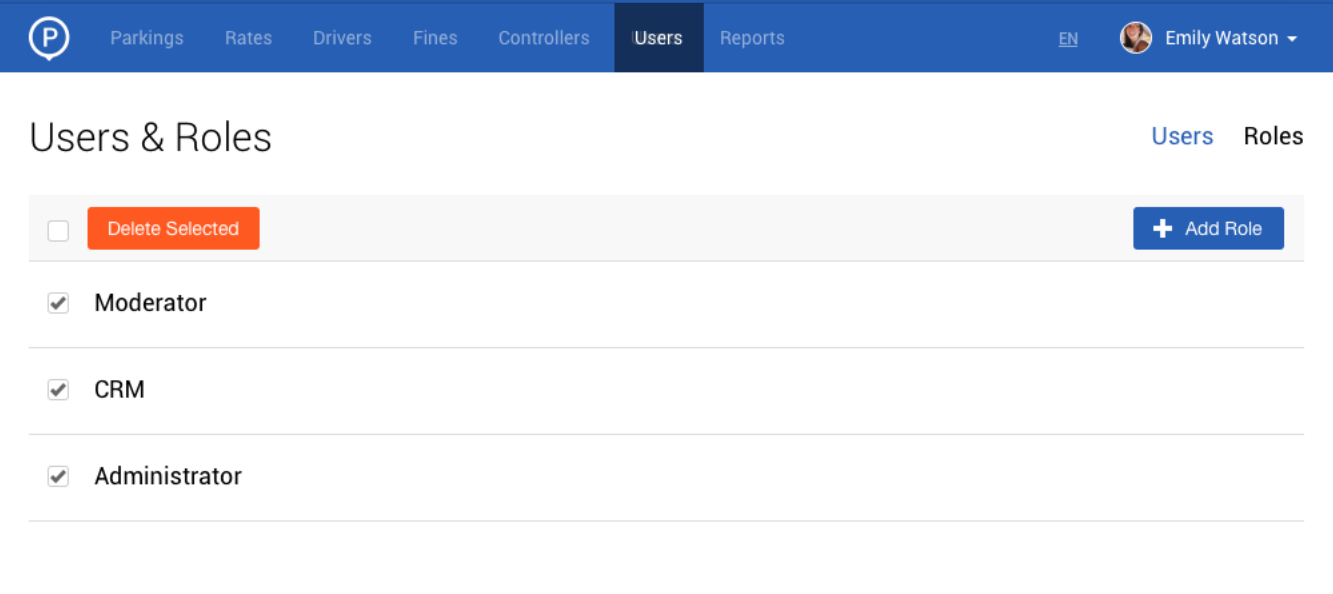 P Parkings Rates Drivers Fines Controllers Users Reports EN Emily Watson
Users & Roles Users Roles
Delete Selected Add Role
Moderator
CRM
Administrator